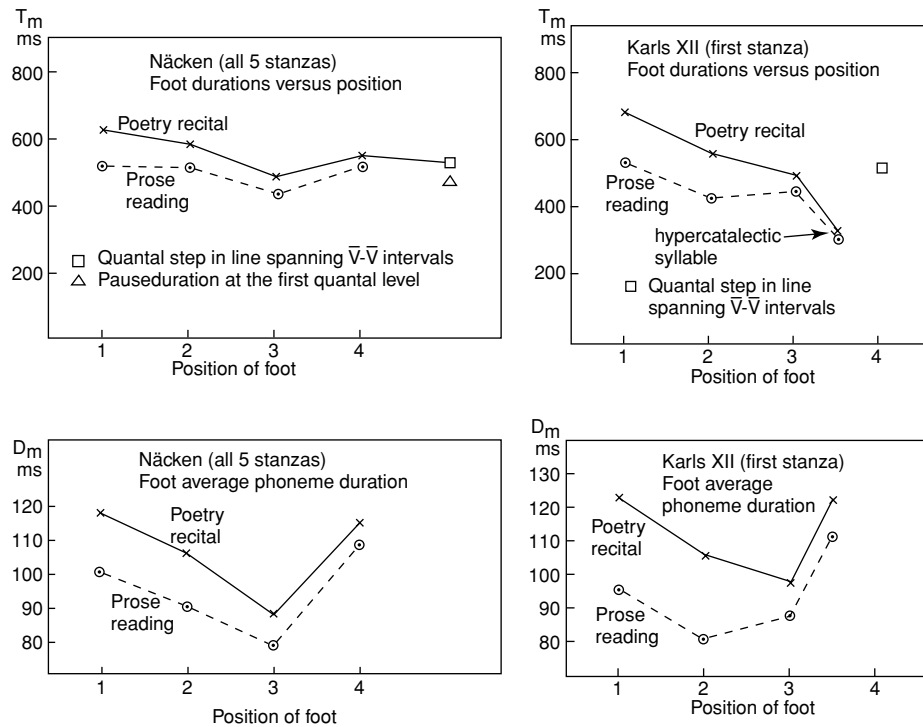 T m
ms
800
600
400
200
Näcken (all 5 stanzas)
Foot durations versus position
Poetry recital
Prose
reading
□ Quantal step in line spanning V̅-V̅ intervals
△ Pauseduration at the first quantal level
1 2 3 4
Position of foot
T m
ms
800
600
400
200
Karls XII (first stanza)
Foot durations versus position
Poetry recital
Prose
reading
hypercatalectic
syllable
□ Quantal step in line
spanning V̅-V̅ intervals
1 2 3 4
Position of foot
D m
ms
120
110
100
90
80
Näcken (all 5 stanzas)
Foot average phoneme duration
Poetry
recital
Prose
reading
1 2 3 4
Position of foot
D m
ms
130
120
110
100
90
80
Karls XII (first stanza)
Foot average
phoneme duration
Poetry
recital
Prose
reading
1 2 3 4
Position of foot